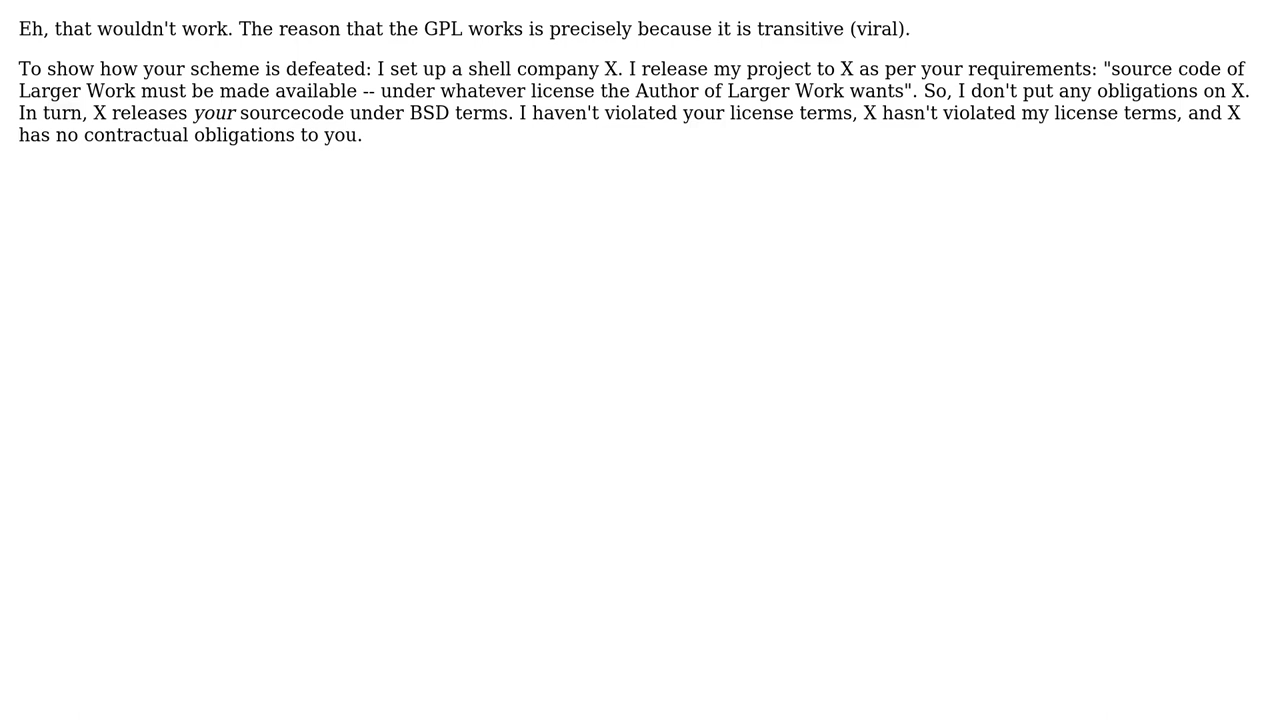 Eh, that wouldn't work. The reason that the GPL works is precisely because it is transitive (viral).
To show how your scheme is defeated: I set up a shell company X. I release my project to X as per your requirements: "source code of
Larger Work must be made available -- under whatever license the Author of Larger Work wants". So, I don't put any obligations on X.
In turn, X releases your sourcecode under BSD terms. I haven't violated your license terms, X hasn't violated my license terms, and X
has no contractual obligations to you.